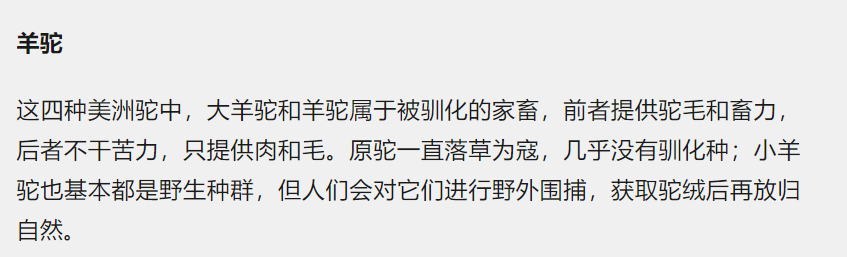 羊驼
这四种美洲驼中，大羊驼和羊驼属于被驯化的家畜，前者提供驼毛和畜力，
后者不干苦力，只提供肉和毛。原驼一直落草为寇，几乎没有驯化种；小羊
驼也基本都是野生种群，但人们会对它们进行野外围捕，获取驼绒后再放归
自然。